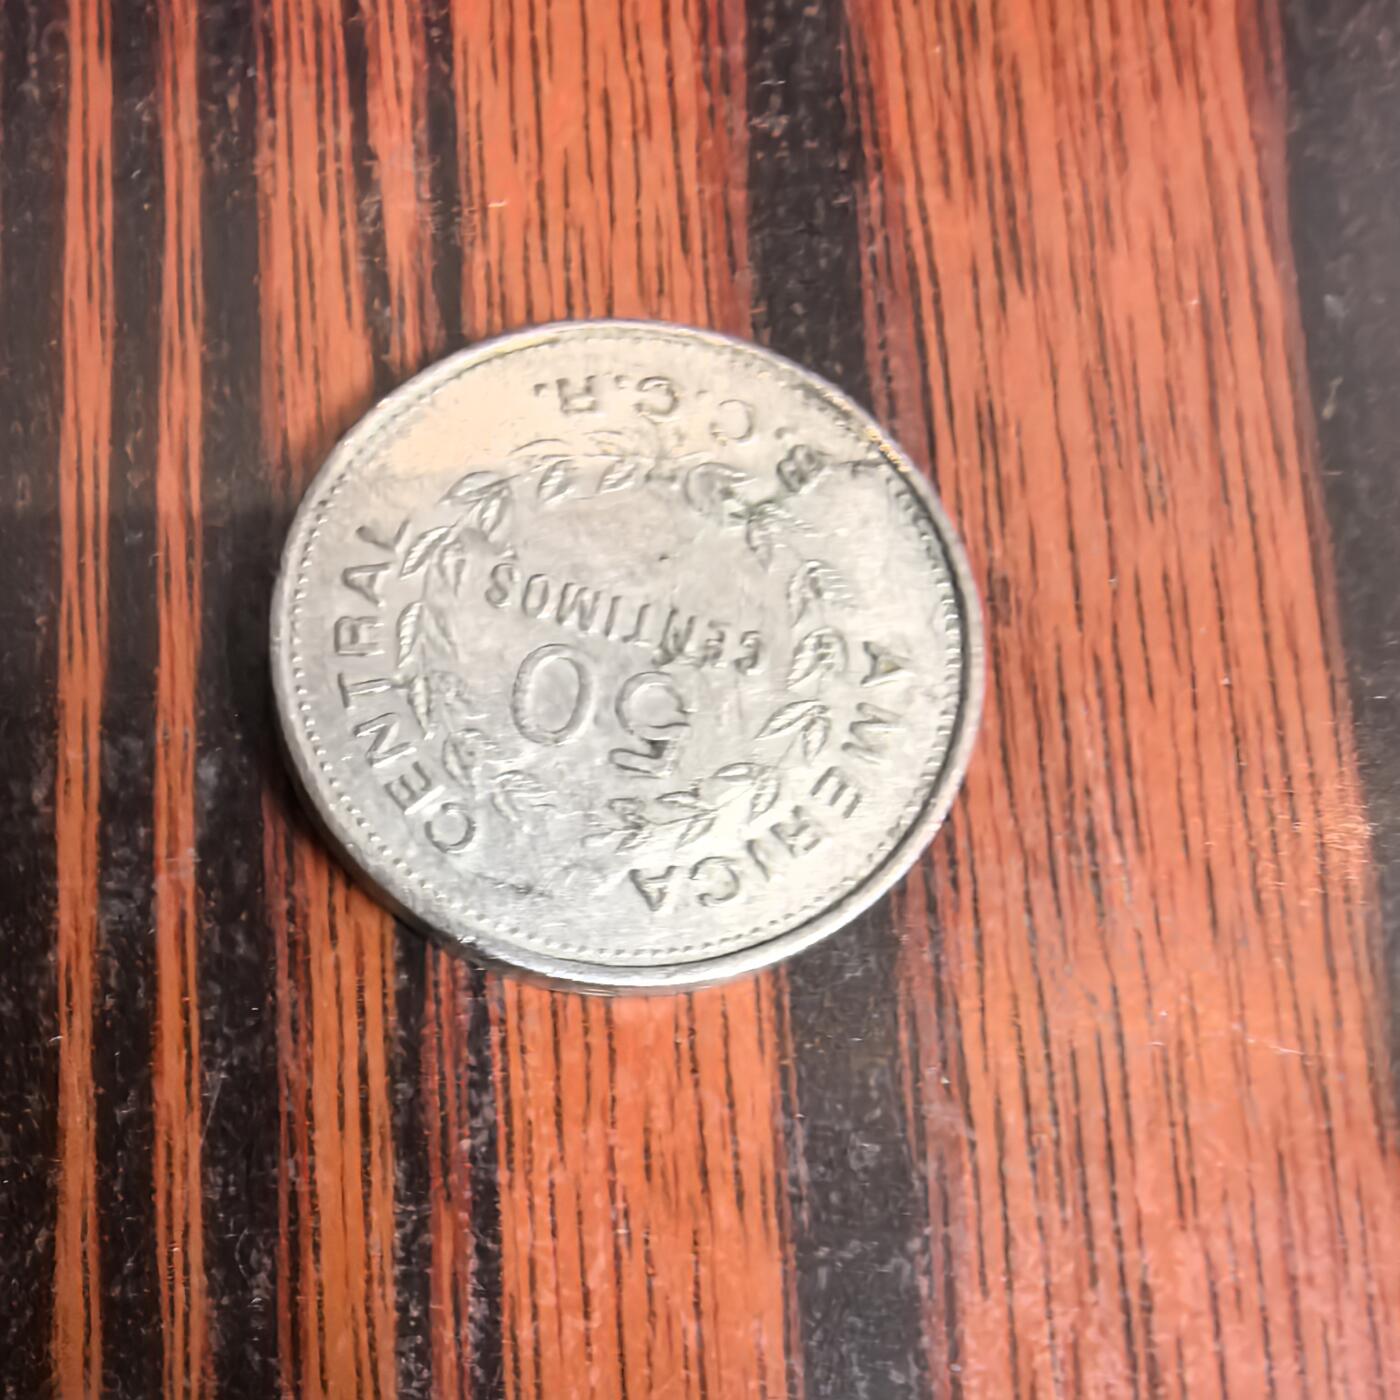 AMERICA CENTRAL
50
CENTIMOS
B.C.C.R.